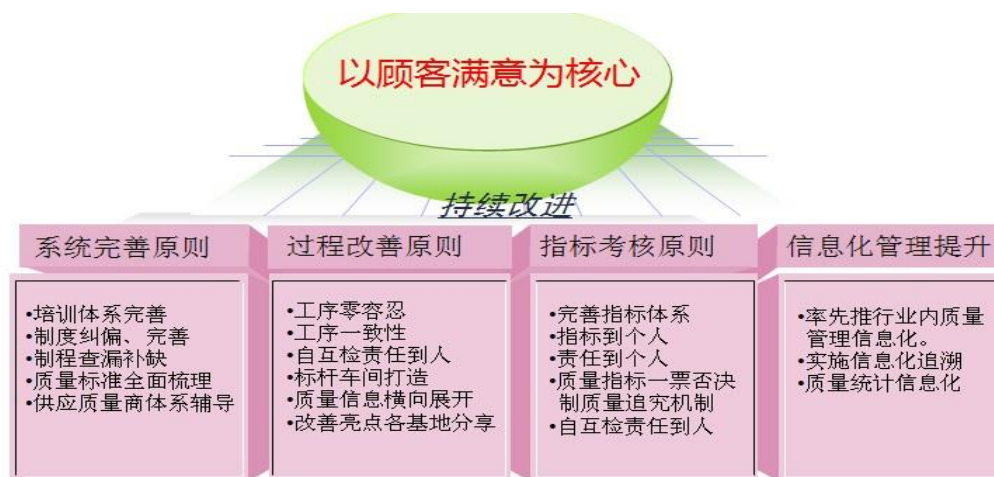 以顾客满意为核心
持续改进
系统完善原则
•培训体系完善
•制度纠偏、完善
•制程查漏补缺
•质量标准全面梳理
•供应质量商体系辅导
过程改善原则
•工序零容忍
•工序一致性
•自互检责任到人
•标杆车间打造
•质量信息横向展开
•改善亮点各基地分享
指标考核原则
•完善指标体系
•指标到个人
•责任到个人
•质量指标一票否决
制质量追究机制
•自互检责任到人
信息化管理提升
•率先推行业内质量
管理信息化。
•实施信息化追溯
•质量统计信息化